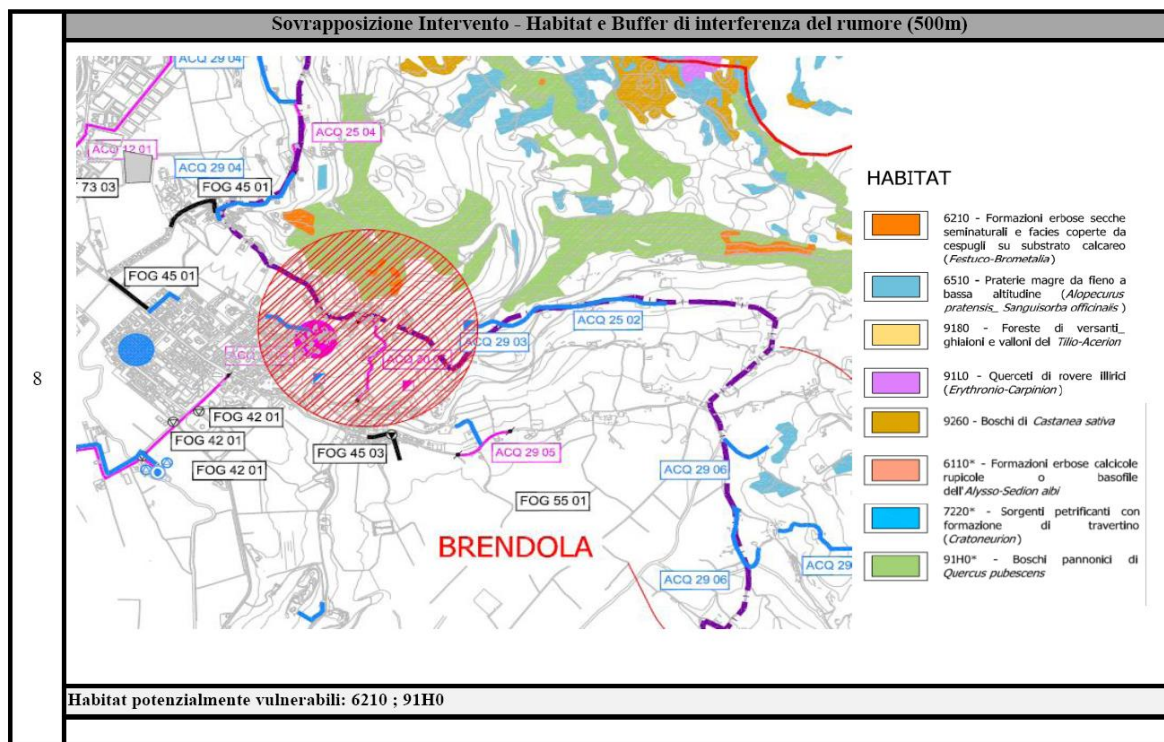 Sovrapposizione Intervento - Habitat e Buffer di interferenza del rumore (500m)
8
ACQ 29 04
ACQ 25 04
ACQ 12 01
ACQ 29 04
73 03
FOG 45 01
FOG 45 01
ACQ 25 02
ACQ 29 03
FOG 42 01
FOG 42 01
FOG 42 01
FOG 45 03
ACQ 29 05
ACQ 29 06
FOG 55 01
BRENDOLA
ACQ 29
ACQ 29 06
HABITAT
6210 - Formazioni erbose secche
seminaturali e facies coperte da
cespugli su substrato calcareo
(Festuco-Brometalia)
6510 - Praterie magre da fieno a
bassa altitudine (Alopecurus
pratensis_ Sanguisorba officinalis)
9180 - Foreste di versanti_
ghiaioni e valloni del Tilio-Acerion
91L0 - Querceti di rovere illirici
(Erythronio-Carpinion)
9260 - Boschi di Castanea sativa
6110* - Formazioni erbose calcicole
rupicole o basofile
dell'Alysso-Sedion albi
7220* - Sorgenti petrificanti con
formazione di travertino
(Cratoneurion)
91H0* - Boschi pannonici di
Quercus pubescens
Habitat potenzialmente vulnerabili: 6210 ; 91H0